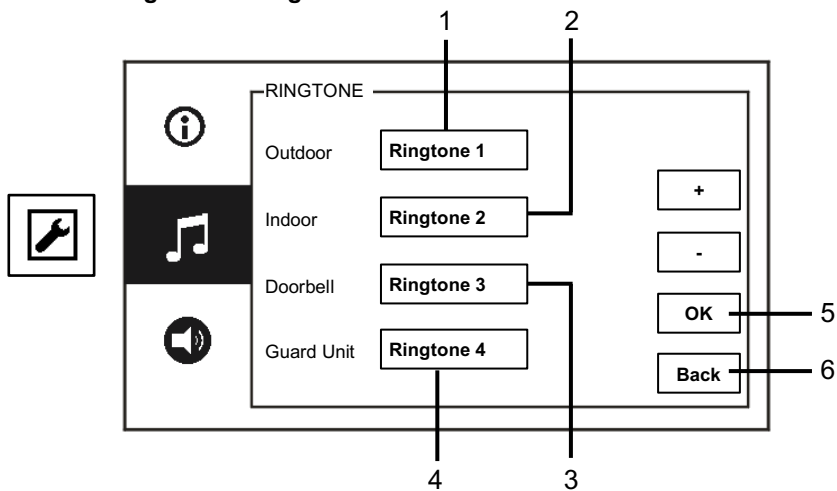 1 2
RINGTONE
Outdoor Ringtone 1
Indoor Ringtone 2
Doorbell Ringtone 3
Guard Unit Ringtone 4
+
-
OK 5
Back 6
4 3